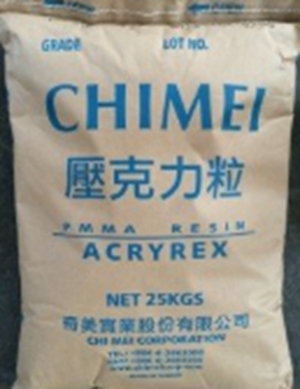 GRADE LOT NO.
CHIMEI
壓克力粒
PMMA RESIN
ACRYREX
NET 25KGS
奇美實業股份有限公司
CHI MEI CORPORATION